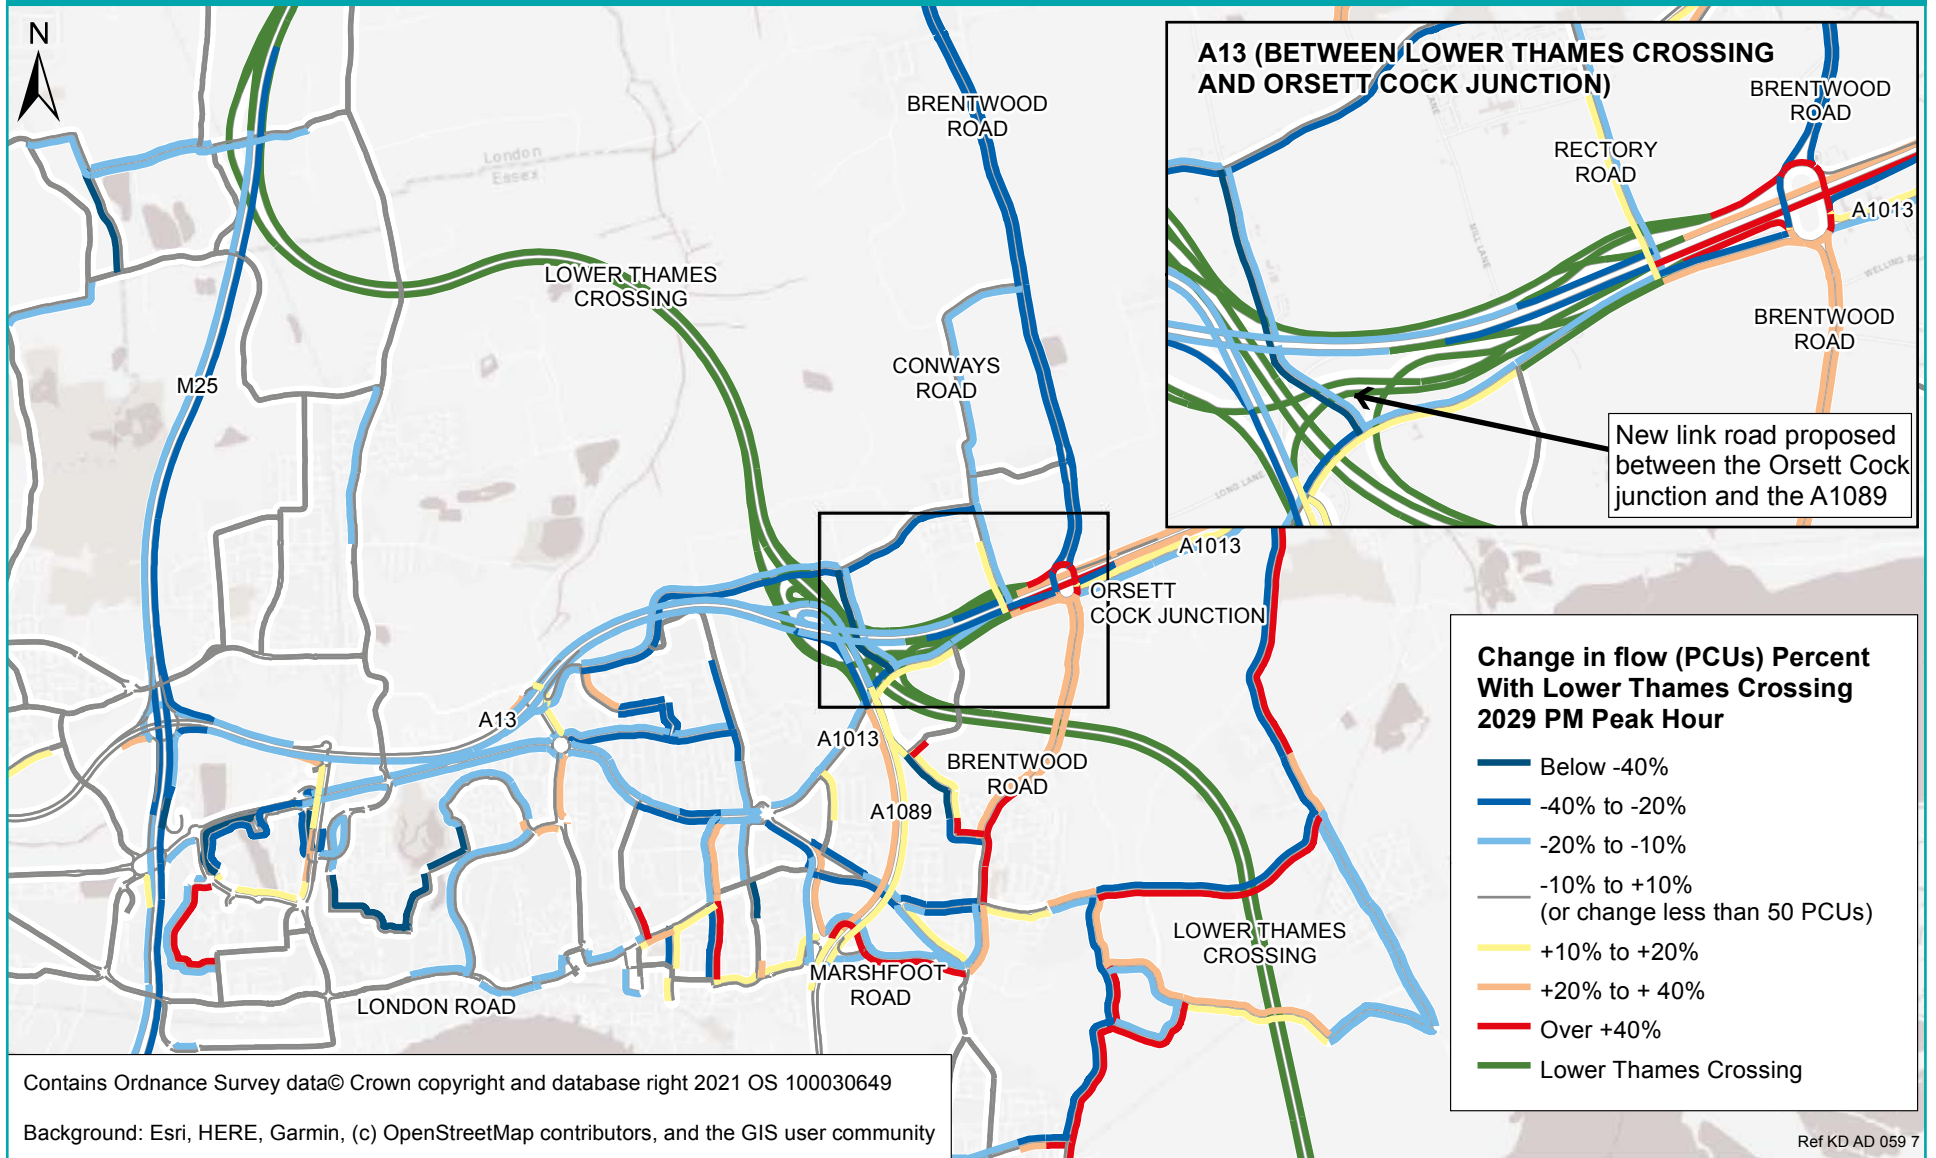 N
A13 (BETWEEN LOWER THAMES CROSSING
AND ORSETT COCK JUNCTION)
BRENTWOOD
ROAD
RECTORY
ROAD
A1013
MILL LANE
LANE
WELLING
BRENTWOOD
ROAD
LONG LANE
New link road proposed
between the Orsett Cock
junction and the A1089
BRENTWOOD
ROAD
London
Essex
LOWER THAMES
CROSSING
M25
CONWAYS
ROAD
A1013
ORSETT
COCK JUNCTION
A13
A1013
BRENTWOOD
ROAD
A1089
LOWER THAMES
CROSSING
MARSHFOOT
ROAD
LONDON ROAD
Change in flow (PCUs) Percent
With Lower Thames Crossing
2029 PM Peak Hour
Below -40%
-40% to -20%
-20% to -10%
-10% to +10%
(or change less than 50 PCUs)
+10% to +20%
+20% to + 40%
Over +40%
Lower Thames Crossing
Contains Ordnance Survey data© Crown copyright and database right 2021 OS 100030649
Background: Esri, HERE, Garmin, (c) OpenStreetMap contributors, and the GIS user community
Ref KD AD 059 7